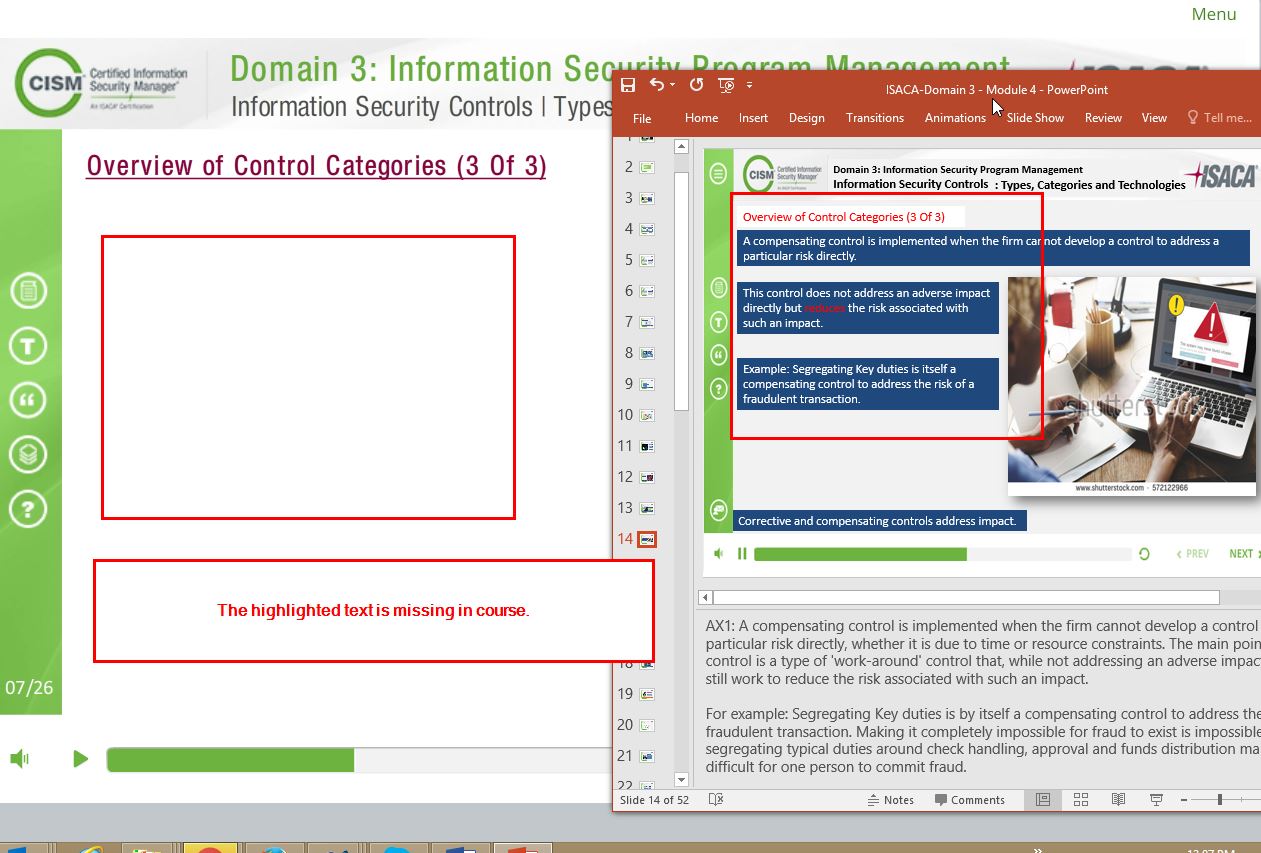 Menu
CISM
Certified Information
Security Manager
An ISACA Certification
Domain 3: Information Security Program Management
Information Security Controls | Types
Overview of Control Categories (3 Of 3)
T
The highlighted text is missing in course.
07/26
ISACA-Domain 3 - Module 4 - PowerPoint
File Home Insert Design Transitions Animations Slide Show Review View Tell me...
1
2
3
4
5
6
7
8
9
10
11
12
13
14
18
19
20
21
22
CISM
Certified Information
Security Manager
Domain 3: Information Security Program Management
Information Security Controls : Types, Categories and Technologies
ISACA
Overview of Control Categories (3 Of 3)
A compensating control is implemented when the firm cannot develop a control to address a
particular risk directly.
This control does not address an adverse impact
directly but reduces the risk associated with
such an impact.
Example: Segregating Key duties is itself a
compensating control to address the risk of a
fraudulent transaction.
shutterstock
www.shutterstock.com · 572122966
Corrective and compensating controls address impact.
PREV NEXT
AX1: A compensating control is implemented when the firm cannot develop a control
particular risk directly, whether it is due to time or resource constraints. The main poin
control is a type of 'work-around' control that, while not addressing an adverse impac
still work to reduce the risk associated with such an impact.
For example: Segregating Key duties is by itself a compensating control to address the
fraudulent transaction. Making it completely impossible for fraud to exist is impossible
segregating typical duties around check handling, approval and funds distribution ma
difficult for one person to commit fraud.
Slide 14 of 52 Notes Comments
12:07 PM